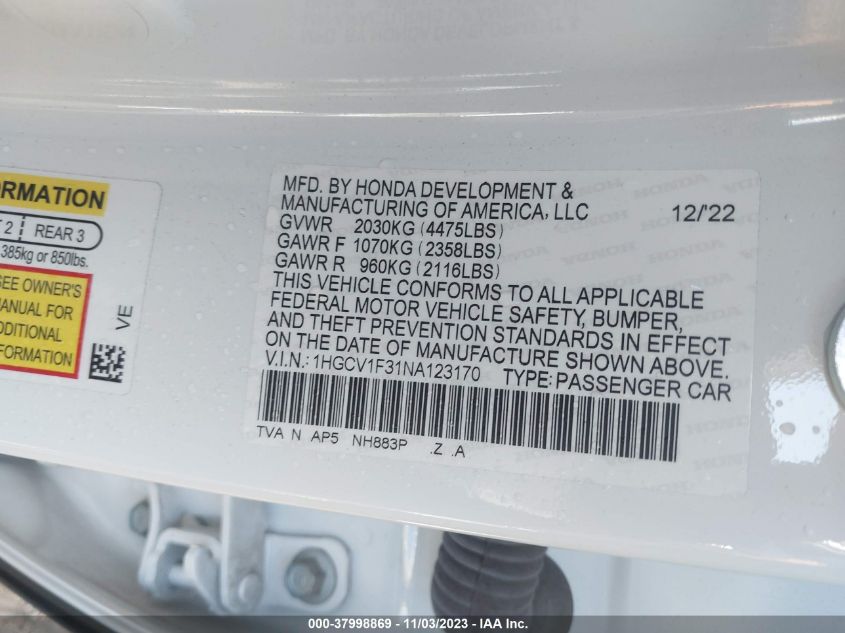 ORMATION
T 2 REAR 3
385kg or 850lbs.
SEE OWNER'S
MANUAL FOR
DDITIONAL
NFORMATION
VE
MFD. BY HONDA DEVELOPMENT &
MANUFACTURING OF AMERICA, LLC 12/'22
GVWR 2030KG (4475LBS)
GAWR F 1070KG (2358LBS)
GAWR R 960KG (2116LBS)
THIS VEHICLE CONFORMS TO ALL APPLICABLE
FEDERAL MOTOR VEHICLE SAFETY, BUMPER,
AND THEFT PREVENTION STANDARDS IN EFFECT
ON THE DATE OF MANUFACTURE SHOWN ABOVE.
V.I.N.: 1HGCV1F31NA123170 TYPE: PASSENGER CAR
TVA N AP5 NH883P .Z .A
000-37998869 - 11/03/2023 - IAA Inc.